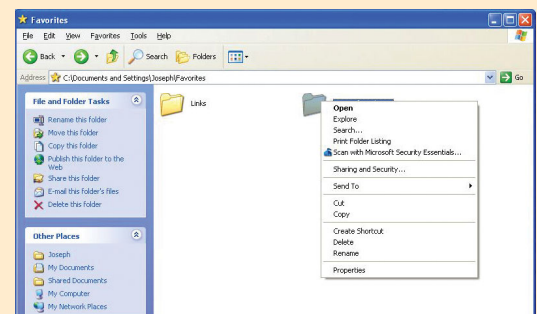 Favorites
File Edit View Favorites Tools Help
Back Search Folders
Address C:\Documents and Settings\Joseph\Favorites Go
File and Folder Tasks
Rename this folder
Move this folder
Copy this folder
Publish this folder to the
Web
Share this folder
E-mail this folder's files
Delete this folder
Other Places
Joseph
My Documents
Shared Documents
My Computer
My Network Places
Links
Open
Explore
Search...
Print Folder Listing
Scan with Microsoft Security Essentials...
Sharing and Security...
Send To
Cut
Copy
Create Shortcut
Delete
Rename
Properties